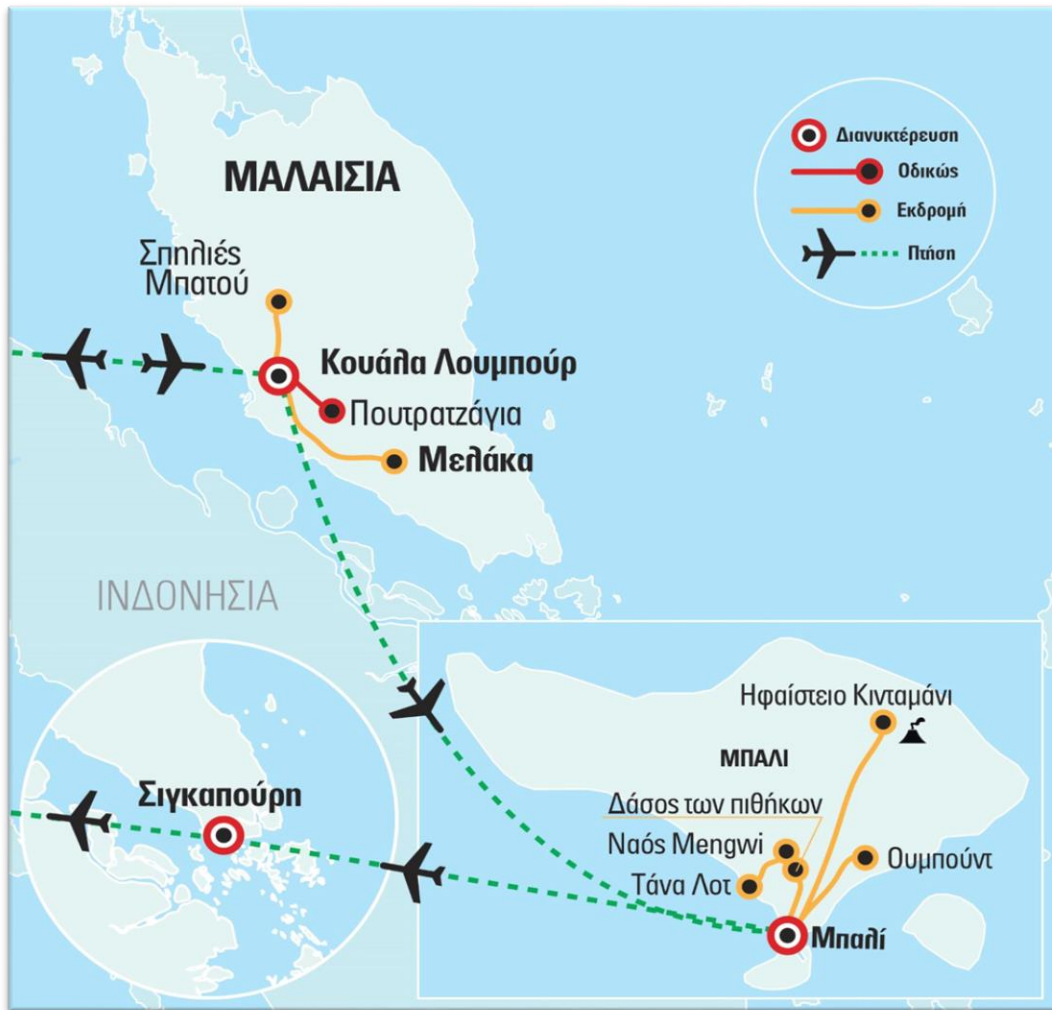 ΜΑΛΑΙΣΙΑ
Διανυκτέρευση
Οδικώς
Εκδρομή
Πτήση
Σπηλιές
Μπατού
Κουάλα Λουμπούρ
Πουτρατζάγια
Μελάκα
ΙΝΔΟΝΗΣΙΑ
Σιγκαπούρη
Ηφαίστειο Κινταμάνι
ΜΠΑΛΙ
Δάσος των πιθήκων
Ναός Mengwi
Ουμπούντ
Τάνα Λοτ
Μπαλί